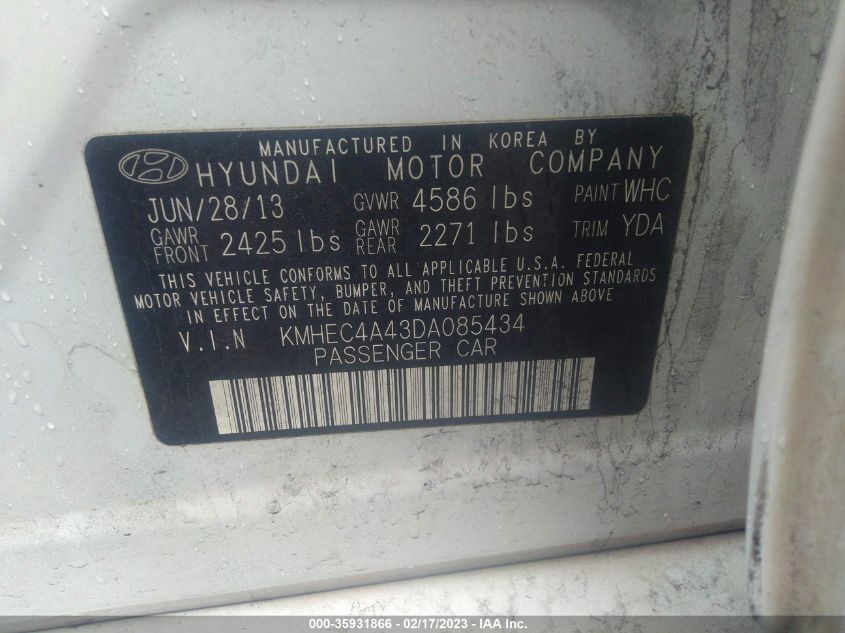 MANUFACTURED IN KOREA BY
HYUNDAI MOTOR COMPANY
JUN/28/13 GVWR 4586 lbs PAINT WHC
GAWR FRONT 2425 lbs GAWR REAR 2271 lbs TRIM YDA
THIS VEHICLE CONFORMS TO ALL APPLICABLE U.S.A. FEDERAL
MOTOR VEHICLE SAFETY, BUMPER, AND THEFT PREVENTION STANDARDS
IN EFFECT ON THE DATE OF MANUFACTURE SHOWN ABOVE
V.I.N KMHEC4A43DA085434
PASSENGER CAR
000-35931866 - 02/17/2023 - IAA Inc.